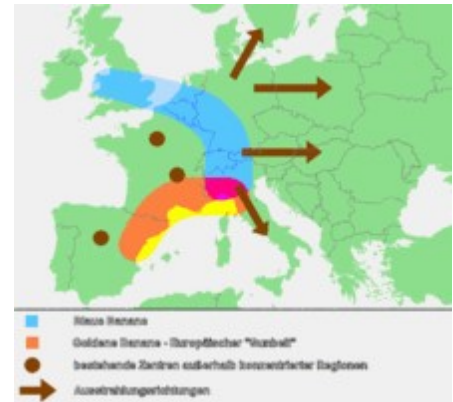 Blaue Banane
Goldene Banane - Europäischer "Sunbelt"
bestehende Zentren außerhalb konzentrierter Regionen
Ausstrahlungsrichtungen